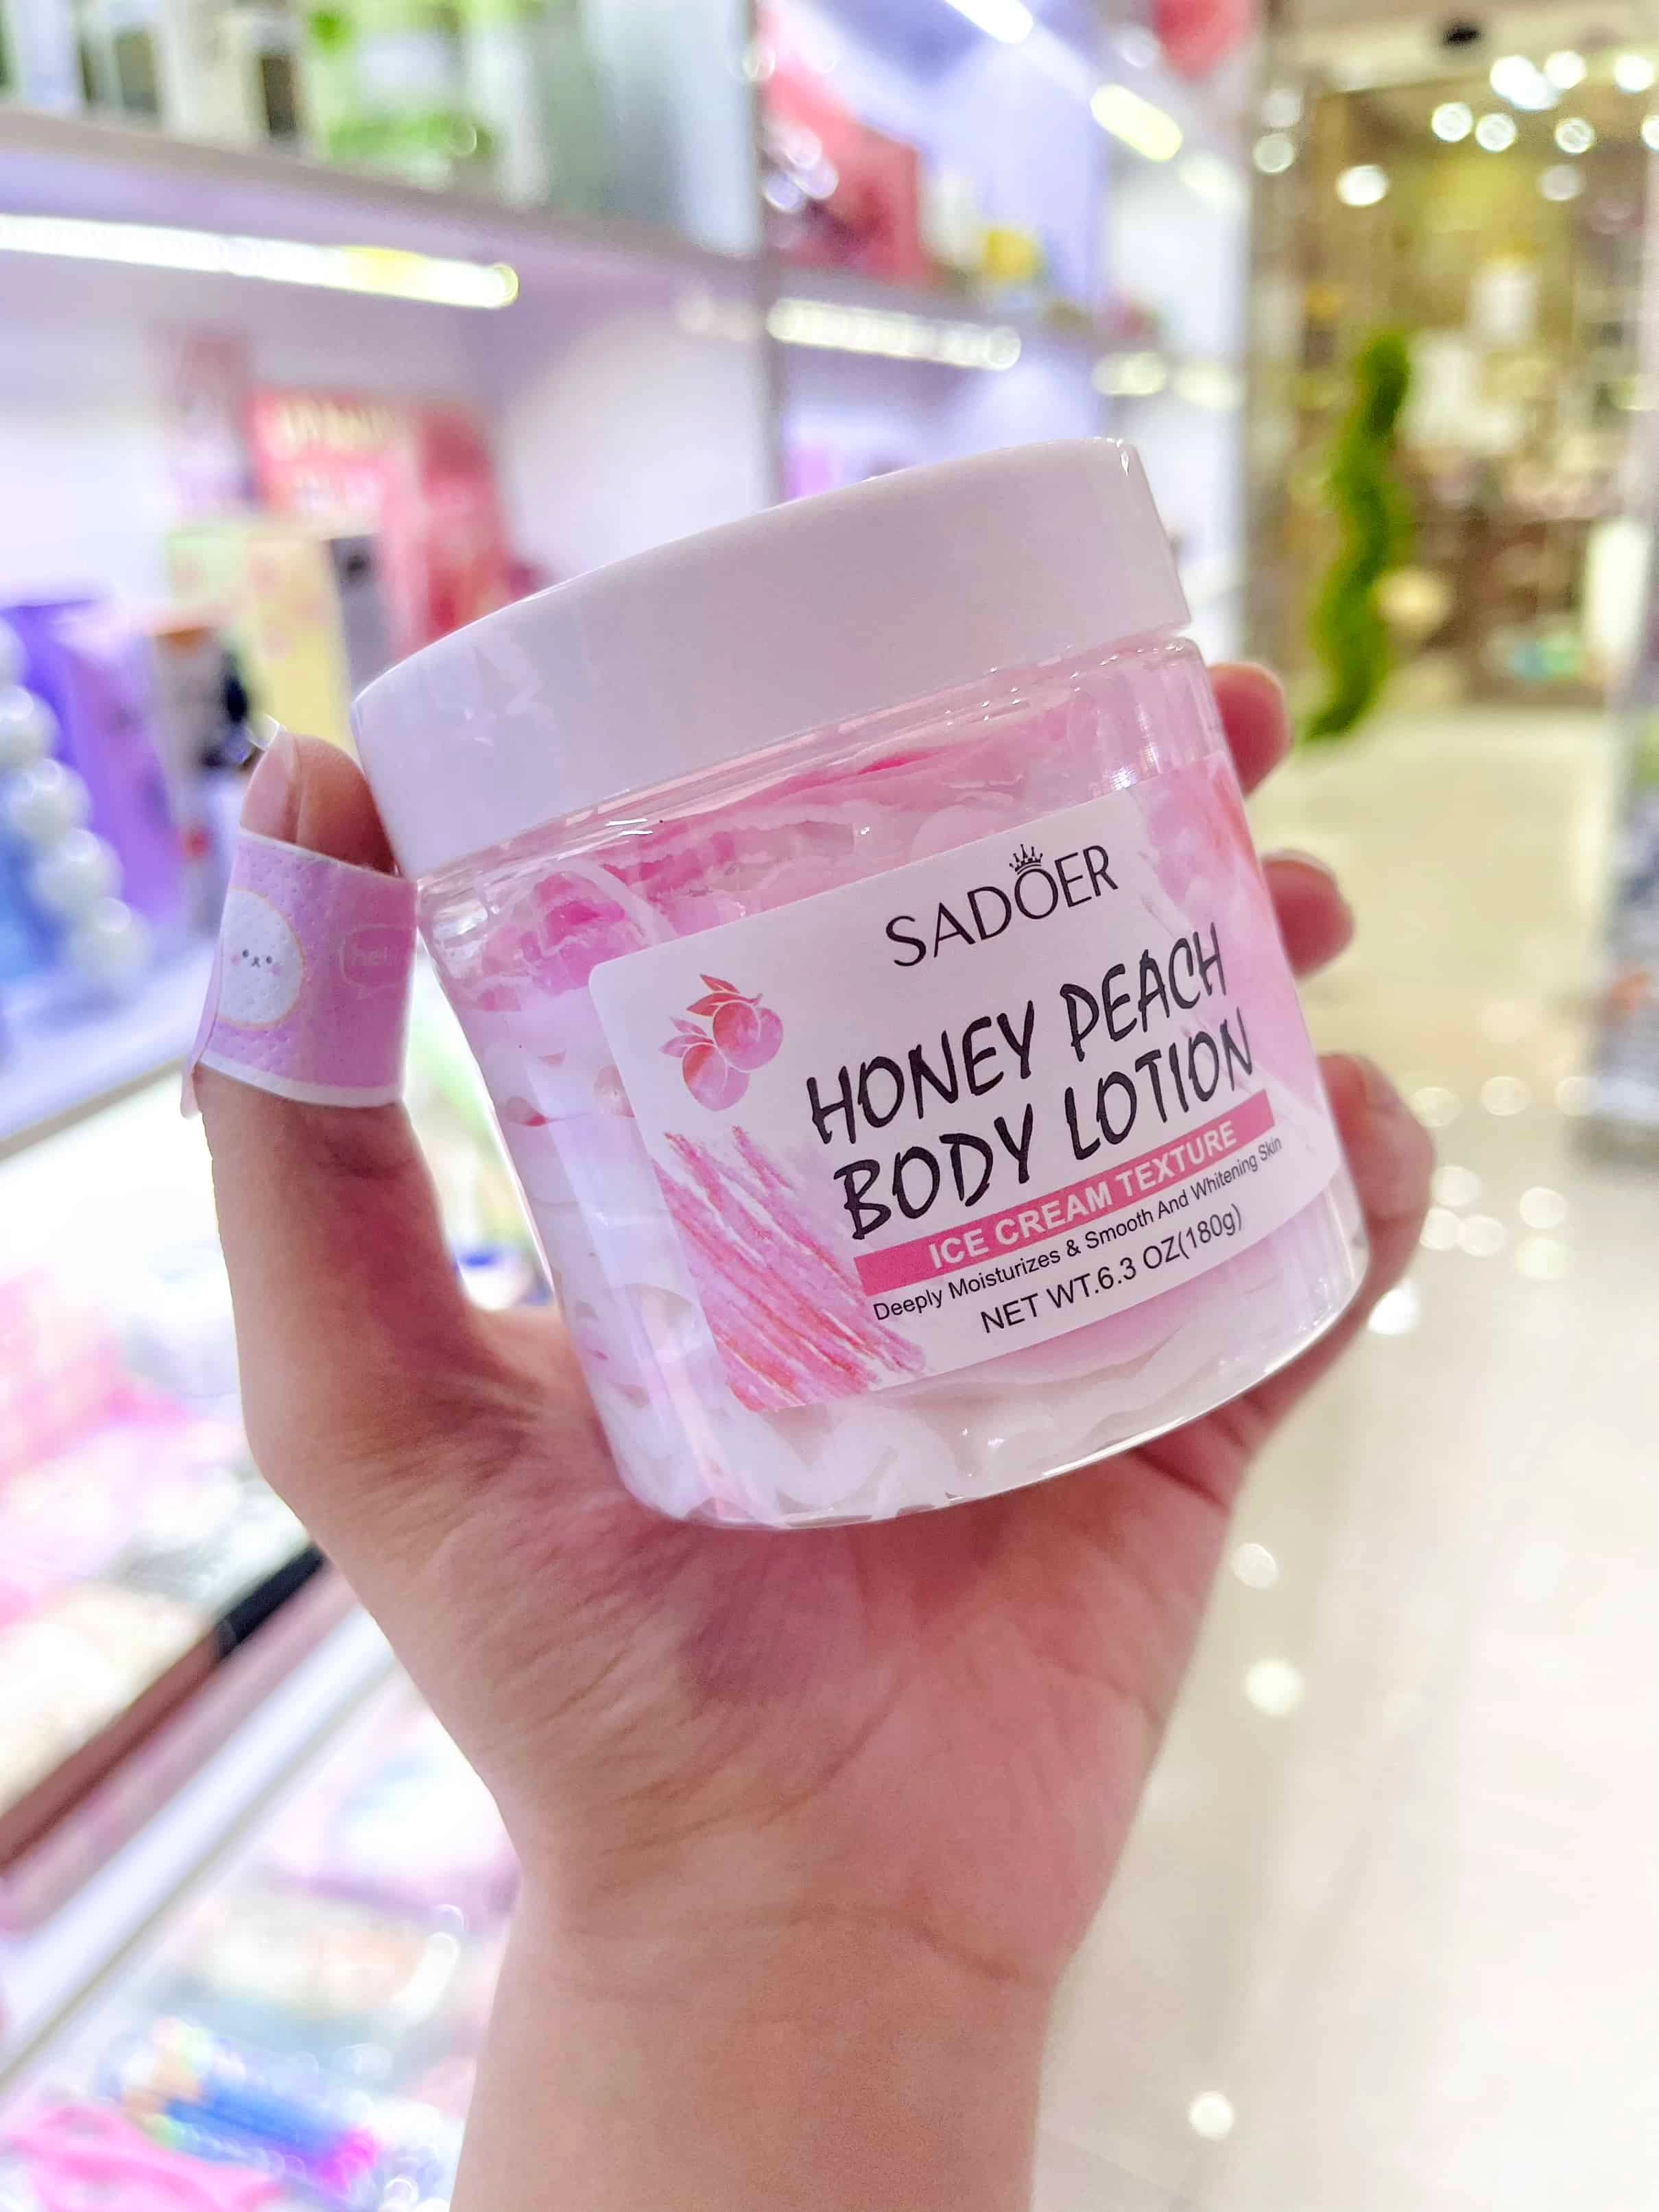 SADOER
HONEY PEACH
BODY LOTION
ICE CREAM TEXTURE
Deeply Moisturizes & Smooth And Whitening Skin
NET WT.6.3 OZ(180g)